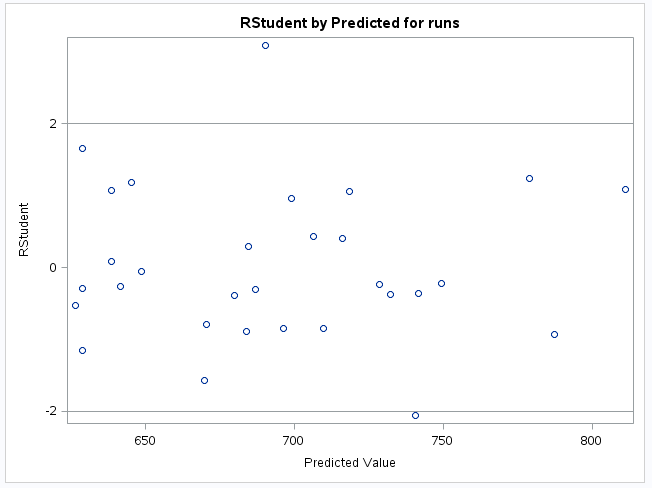 RStudent by Predicted for runs
2
0
-2
RStudent
650 700 750 800
Predicted Value